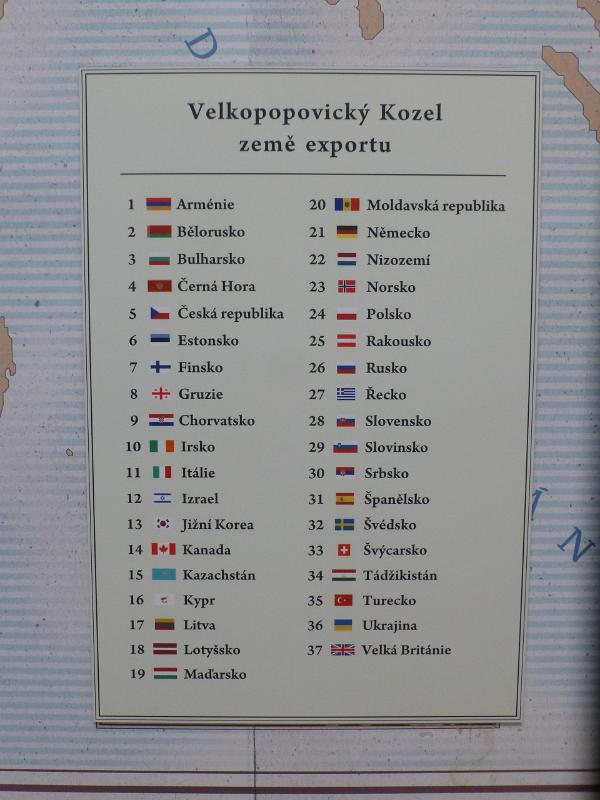 D
Velkopopovický Kozel
země exportu
1 Arménie
2 Bělorusko
3 Bulharsko
4 Černá Hora
5 Česká republika
6 Estonsko
7 Finsko
8 Gruzie
9 Chorvatsko
10 Irsko
11 Itálie
12 Izrael
13 Jižní Korea
14 Kanada
15 Kazachstán
16 Kypr
17 Litva
18 Lotyšsko
19 Maďarsko
20 Moldavská republika
21 Německo
22 Nizozemí
23 Norsko
24 Polsko
25 Rakousko
26 Rusko
27 Řecko
28 Slovensko
29 Slovinsko
30 Srbsko
31 Španělsko
32 Švédsko
33 Švýcarsko
34 Tádžikistán
35 Turecko
36 Ukrajina
37 Velká Británie
N